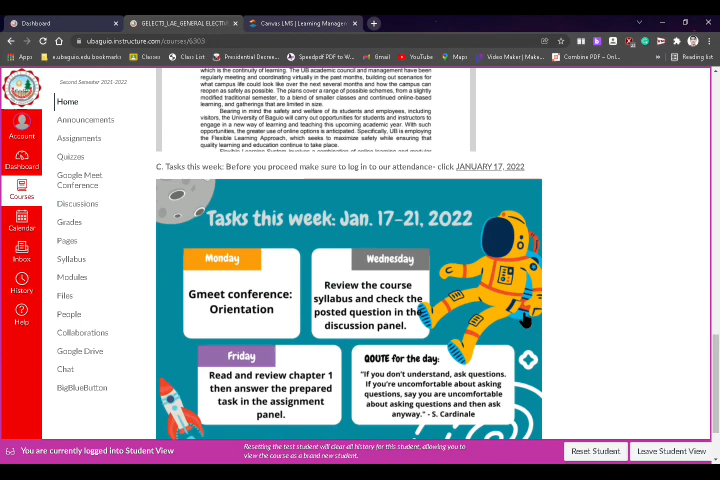 Dashboard
GELECT3_LAE_GENERAL ELECTI
Canvas LMS | Learning Manage
ubaguio.instructure.com/courses/6303
Apps
e.ubaguio.edu bookmarks
Classes
Class List
Presidential Decree...
Speedpdf PDF to W...
Gmail
YouTube
Maps
Video Maker | Make...
Combine PDF – Onl...
Reading list
Account
Dashboard
Courses
Calendar
Inbox
History
Help
Second Semester 2021-2022
Home
Announcements
Assignments
Quizzes
Google Meet
Conference
Discussions
Grades
Pages
Syllabus
Modules
Files
People
Collaborations
Google Drive
Chat
BigBlueButton
which is the continuity of learning. The UB academic council and management have been
regularly meeting and coordinating virtually in the past months, building out scenarios for
what campus life could look like over the next several months and how the campus can
reopen as safely as possible. The plans cover a range of possible schemes, from a slightly
modified traditional semester, to a blend of smaller classes and continued online-based
learning, and gatherings that are limited in size.
Bearing in mind the safety and welfare of its students and employees, including
visitors, the University of Baguio will carry out opportunities for students and instructors to
engage in a new way of learning and teaching this upcoming academic year. With such
opportunities, the greater use of online options is anticipated. Specifically, UB is employing
the Flexible Learning Approach, which seeks to maximize safety while ensuring that
quality learning and education continue to take place.
C. Tasks this week: Before you proceed make sure to log in to our attendance- click JANUARY 17, 2022
Tasks this week: Jan. 17-21, 2022
Monday
Gmeet conference:
Orientation
Wednesday
Review the course
syllabus and check the
posted question in the
discussion panel.
Friday
Read and review chapter 1
then answer the prepared
task in the assignment
panel.
QOUTE for the day:
"If you don't understand, ask questions.
If you're uncomfortable about asking
questions, say you are uncomfortable
about asking questions and then ask
anyway." - S. Cardinale
You are currently logged into Student View
Resetting the test student will clear all history for this student, allowing you to
view the course as a brand new student.
Reset Student
Leave Student View